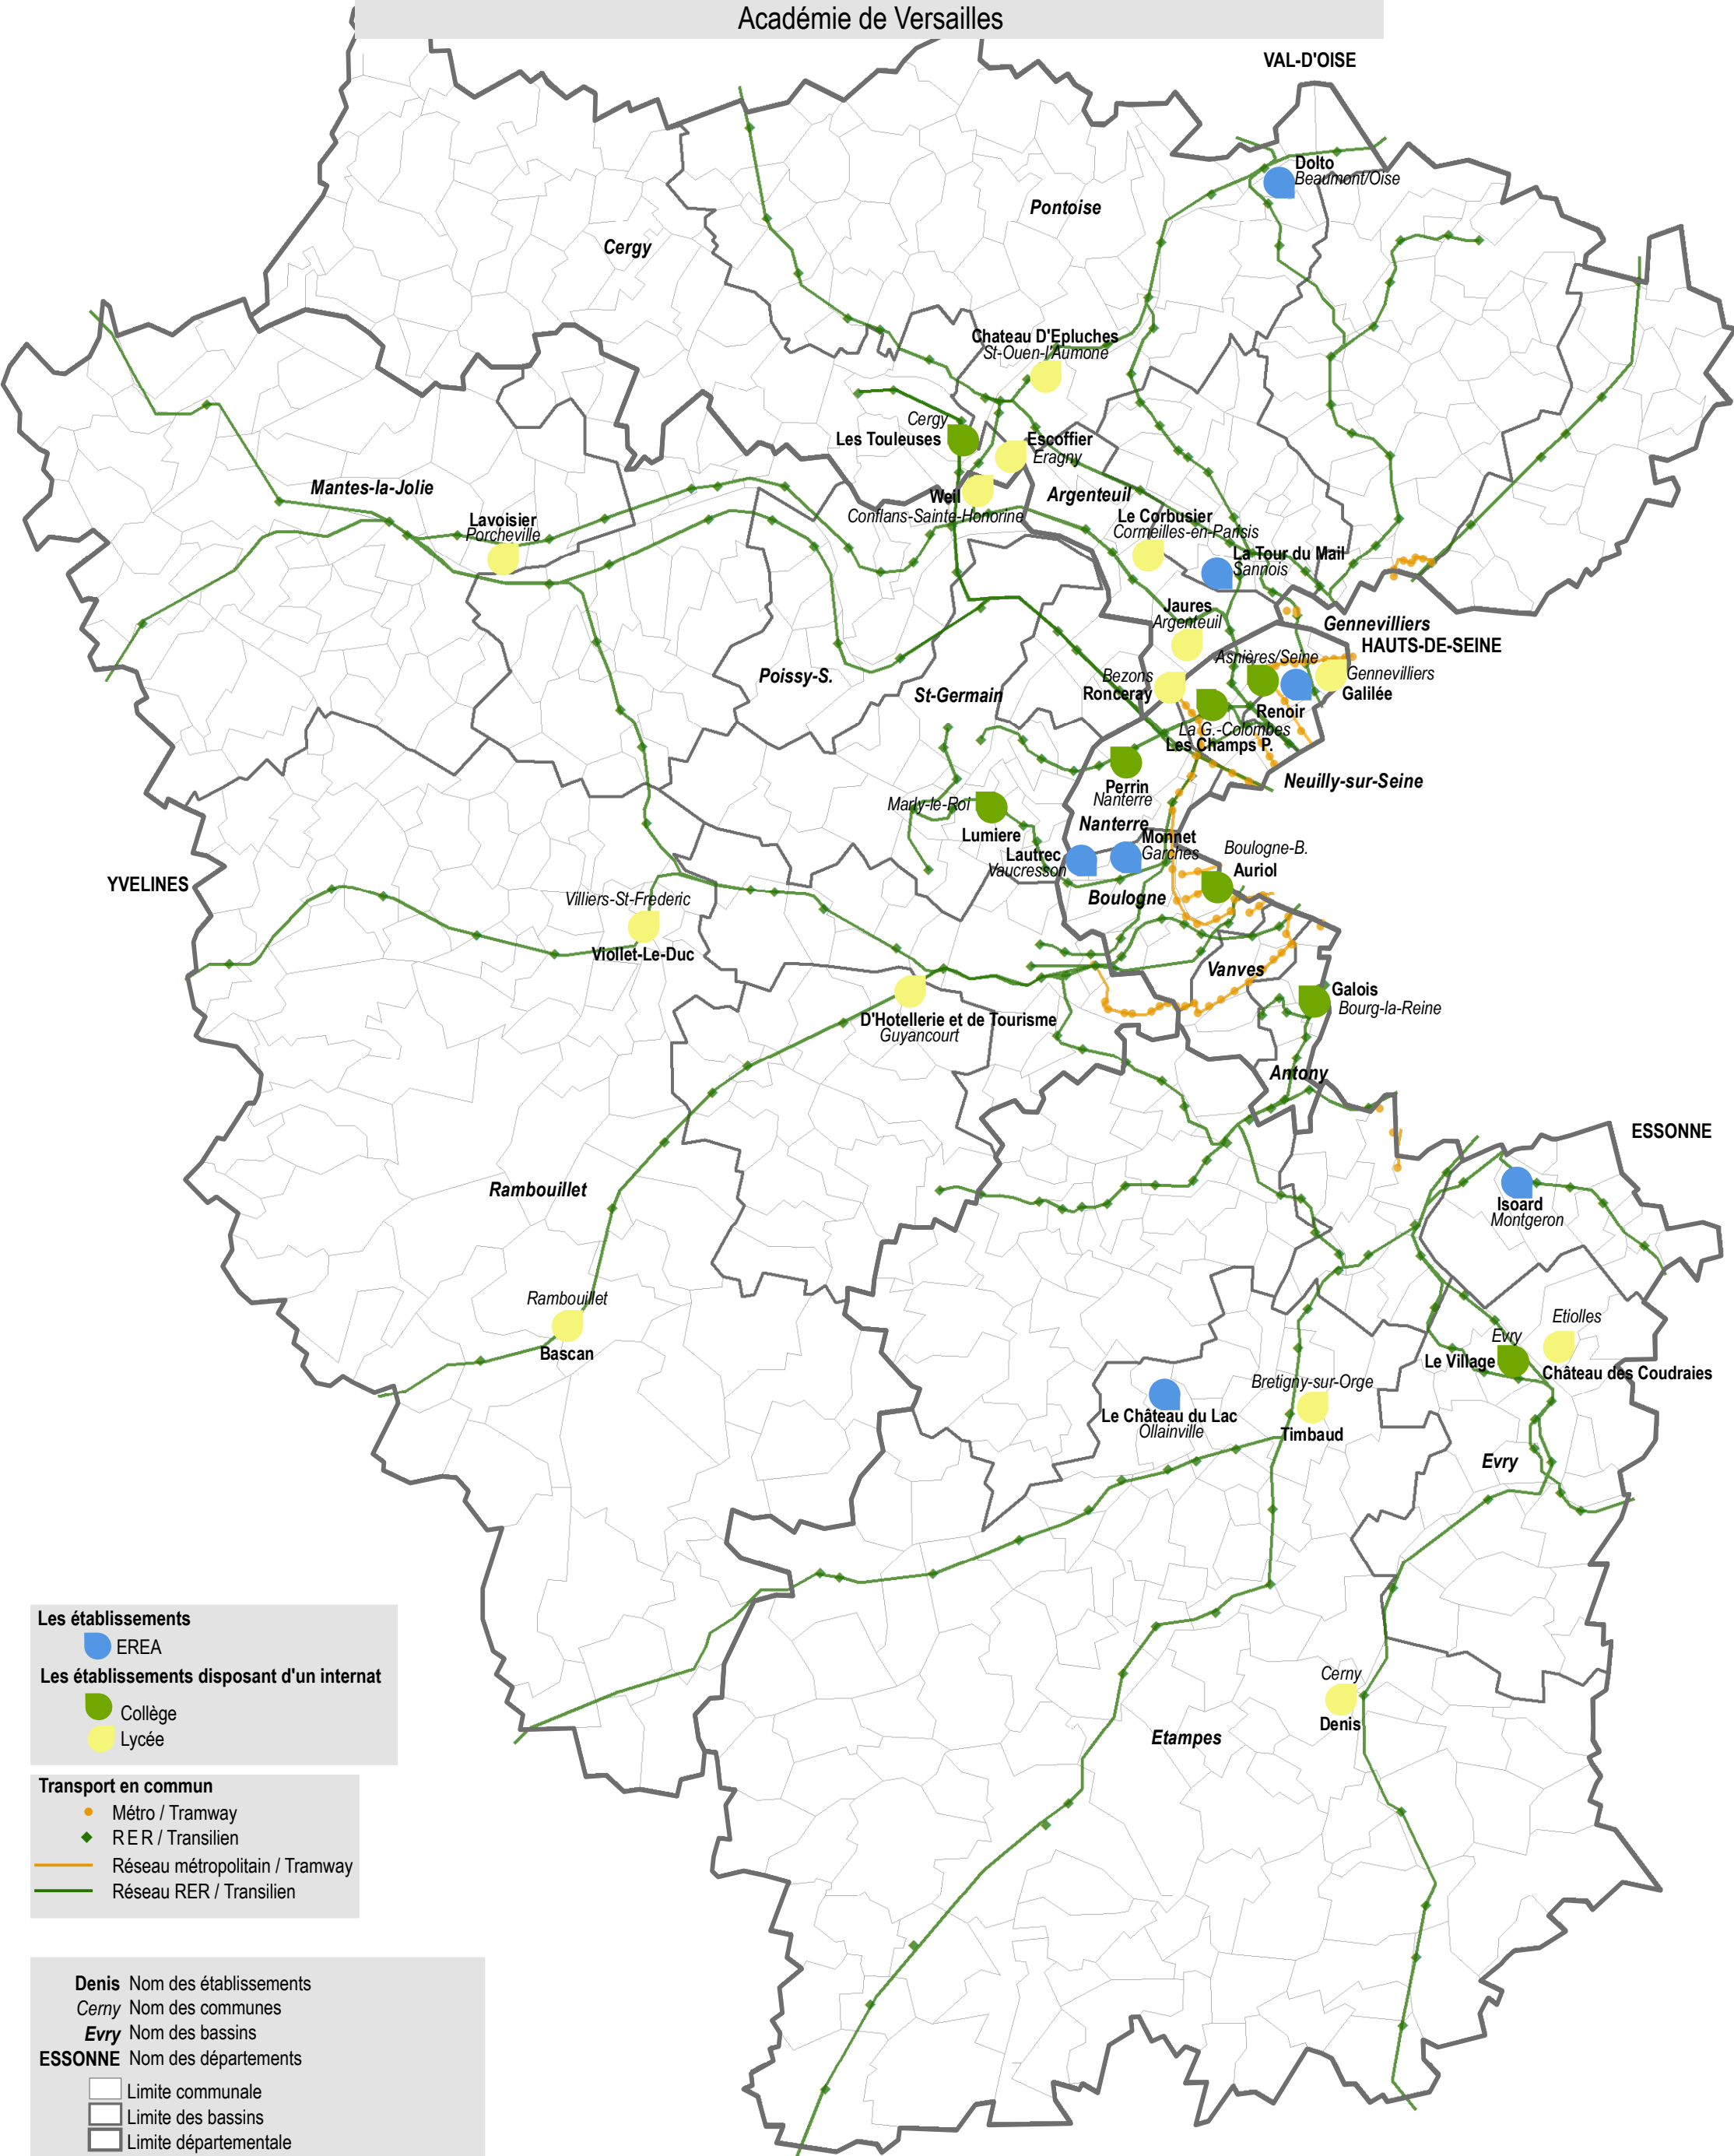 Académie de Versailles
VAL-D'OISE
Dolto
Beaumont/Oise
Pontoise
Cergy
Chateau D'Epluches
St-Ouen-l'Aumone
Cergy
Les Touleuses
Escoffier
Eragny
Mantes-la-Jolie
Weil
Argenteuil
Conflans-Sainte-Honorine
Lavoisier
Porcheville
Le Corbusier
Cormeilles-en-Parisis
La Tour du Mail
Sannois
Jaures
Argenteuil
Gennevilliers
HAUTS-DE-SEINE
Asnières/Seine
Poissy-S.
St-Germain
Bezons
Ronceray
Gennevilliers
Galilée
Renoir
La G.-Colombes
Les Champs P.
Neuilly-sur-Seine
Perrin
Nanterre
Marly-le-Roi
Lumiere
Nanterre
Monnet
Garches
Lautrec
Vaucresson
Boulogne-B.
Auriol
YVELINES
Villiers-St-Frederic
Boulogne
Viollet-Le-Duc
Vanves
Galois
Bourg-la-Reine
D'Hotellerie et de Tourisme
Guyancourt
Antony
ESSONNE
Rambouillet
Isoard
Montgeron
Rambouillet
Bascan
Etiolles
Evry
Le Village
Château des Coudraies
Bretigny-sur-Orge
Le Château du Lac
Ollainville
Timbaud
Evry
Cerny
Denis
Etampes
Les établissements
EREA
Les établissements disposant d'un internat
Collège
Lycée
Transport en commun
Métro / Tramway
RER / Transilien
Réseau métropolitain / Tramway
Réseau RER / Transilien
Denis Nom des établissements
Cerny Nom des communes
Evry Nom des bassins
ESSONNE Nom des départements
Limite communale
Limite des bassins
Limite départementale